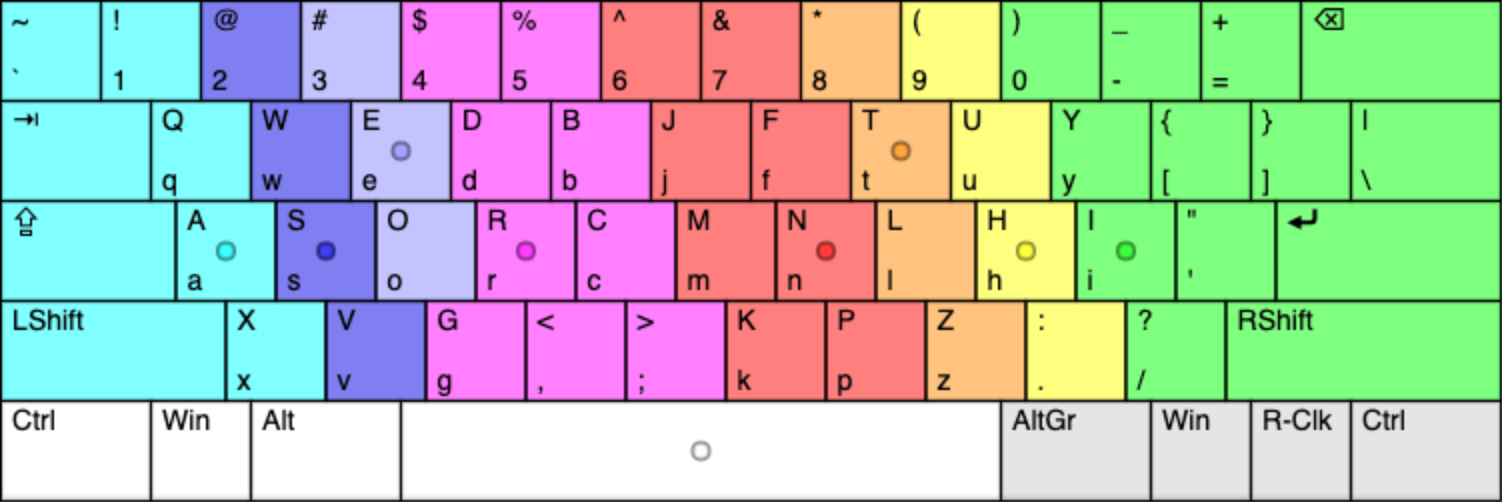 ~ ! @ # $ % ^ & * ( ) _ +
` 1 2 3 4 5 6 7 8 9 0 - =
Q W E D B J F T U Y { } |
q w e d b j f t u y [ ] \
A S O R C M N L H I "
a s o r c m n l h i '
LShift X V G < > K P Z : ? RShift
x v g , ; k p z . /
Ctrl Win Alt AltGr Win R-Clk Ctrl